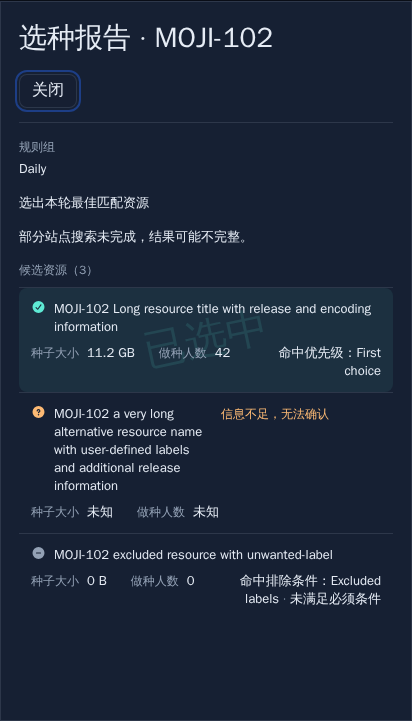 选种报告 · MOJI-102
关闭
规则组
Daily
选出本轮最佳匹配资源
部分站点搜索未完成，结果可能不完整。
候选资源（3）
MOJI-102 Long resource title with release and encoding
information
已选中
种子大小 11.2 GB 做种人数 42 命中优先级：First
choice
MOJI-102 a very long 信息不足，无法确认
alternative resource name
with user-defined labels
and additional release
information
种子大小 未知 做种人数 未知
MOJI-102 excluded resource with unwanted-label
种子大小 0 B 做种人数 0 命中排除条件：Excluded
labels · 未满足必须条件